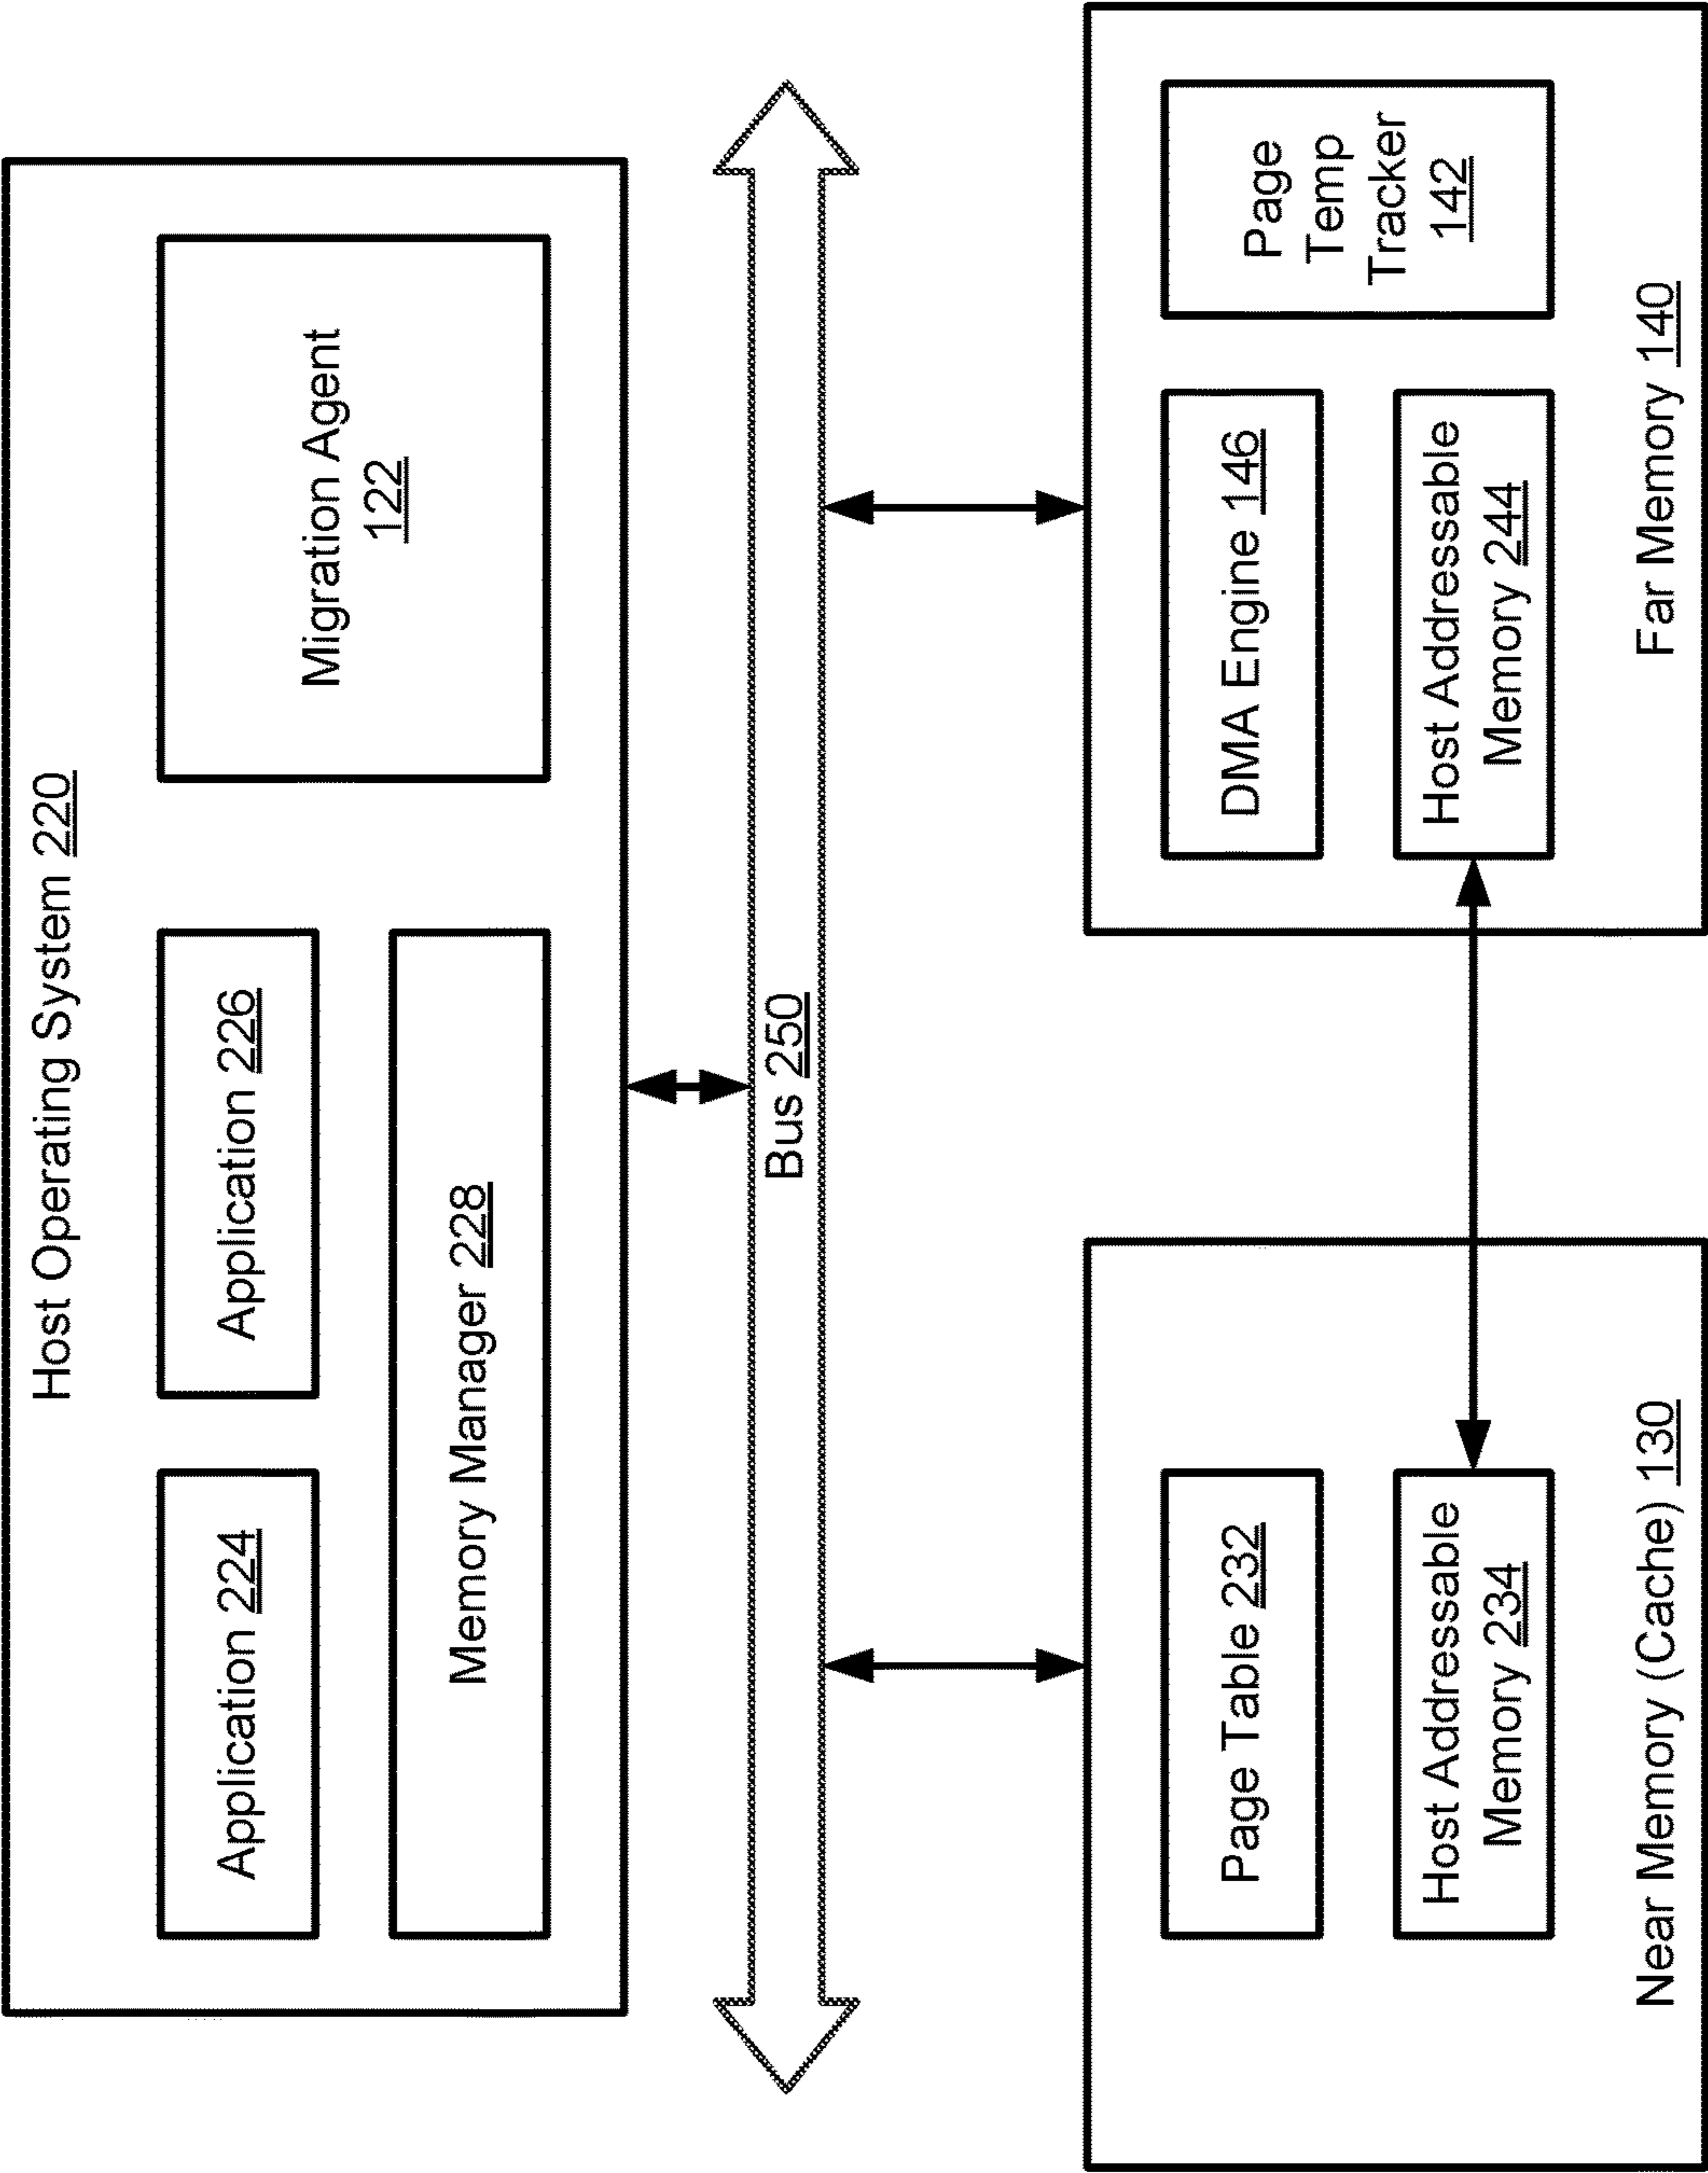 Host Operating System 220
Application 224
Application 226
Memory Manager 228
Migration Agent
122
Bus 250
Page Table 232
Host Addressable
Memory 234
Near Memory (Cache) 130
DMA Engine 146
Host Addressable
Memory 244
Page
Temp
Tracker
142
Far Memory 140